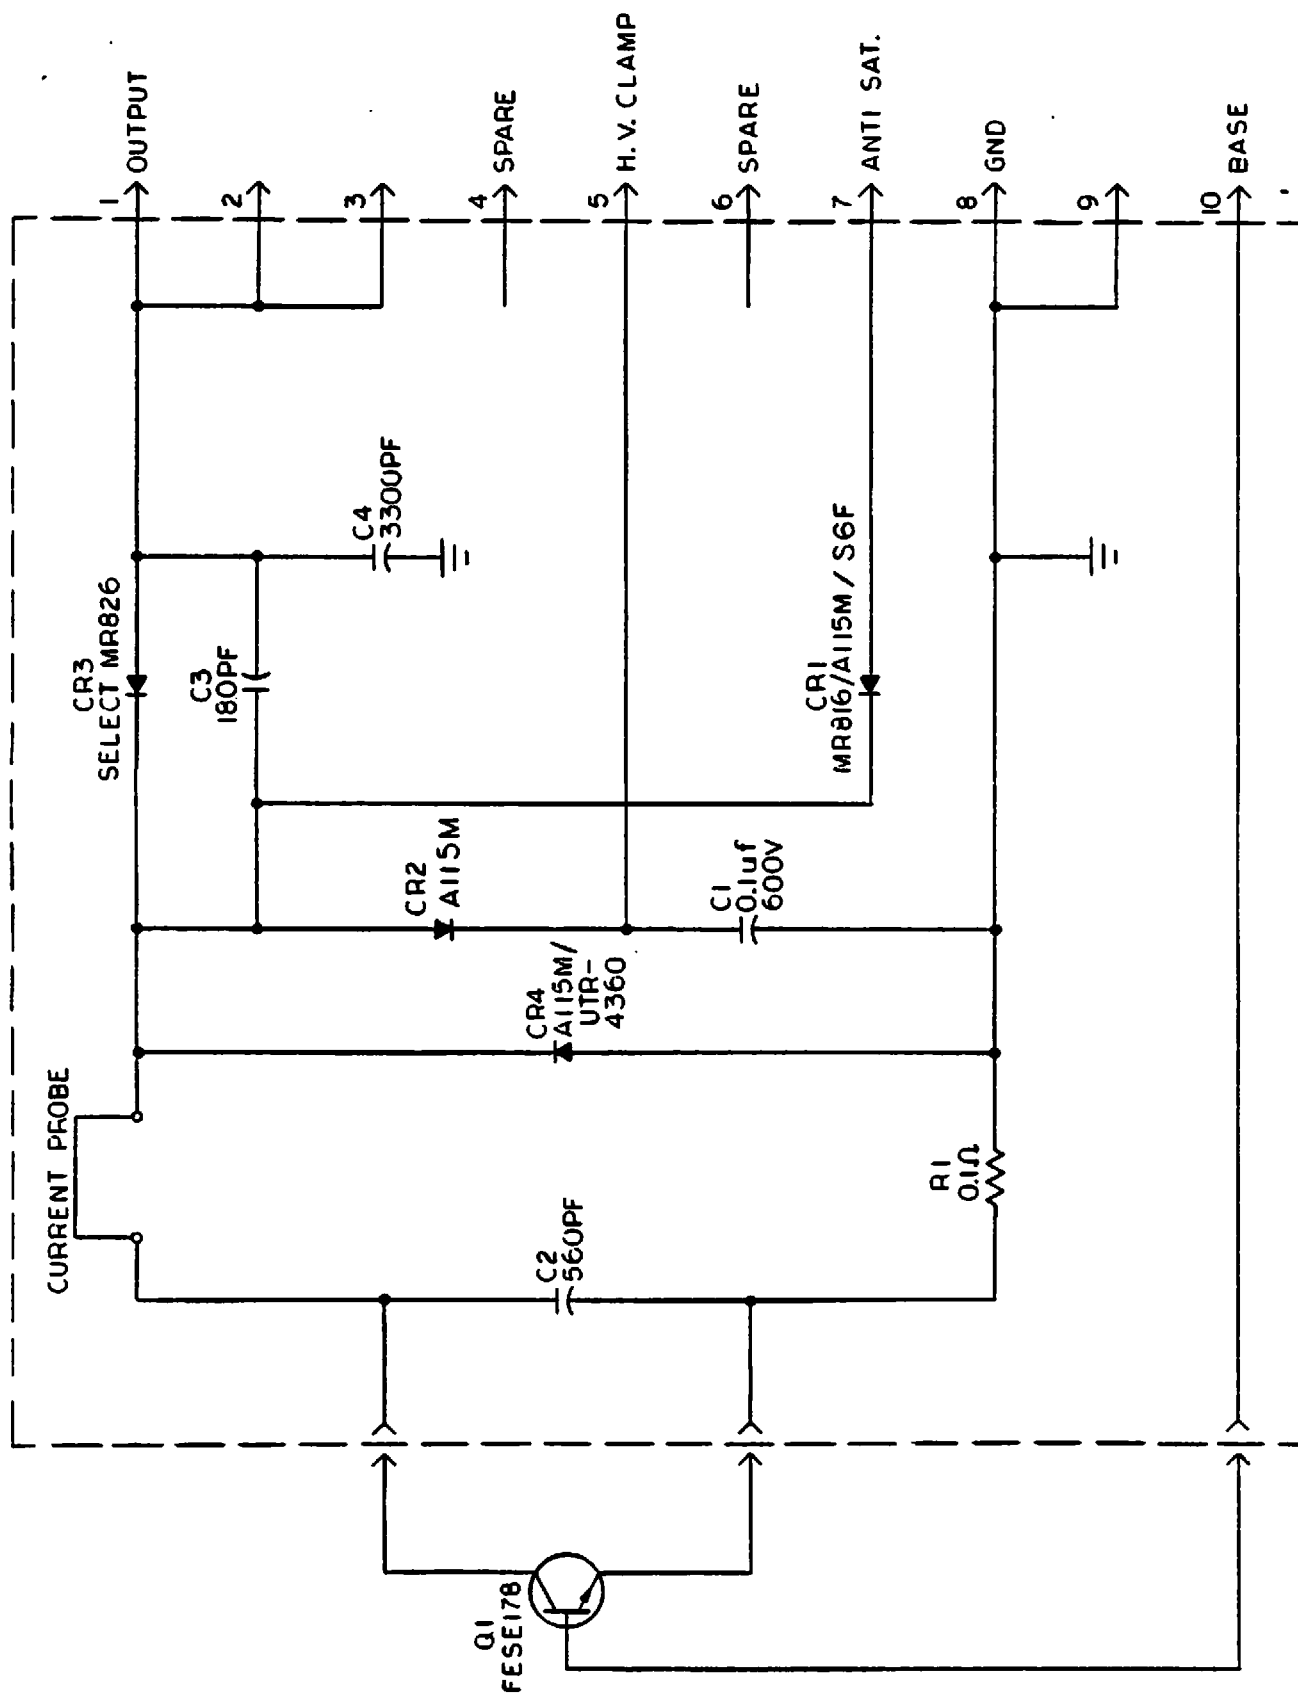 CURRENT PROBE
CR3
SELECT MR826
C3
180PF
C4
3300PF
CR2
A115M
CR4
A115M/
UTR-
4360
C1
0.1uf
600V
CR1
MR816/A115M/S6F
R1
0.1Ω
C2
560PF
Q1
FESE178
1
OUTPUT
2
3
4
SPARE
5
H.V. CLAMP
6
SPARE
7
ANTI SAT.
8
GND
9
10
BASE